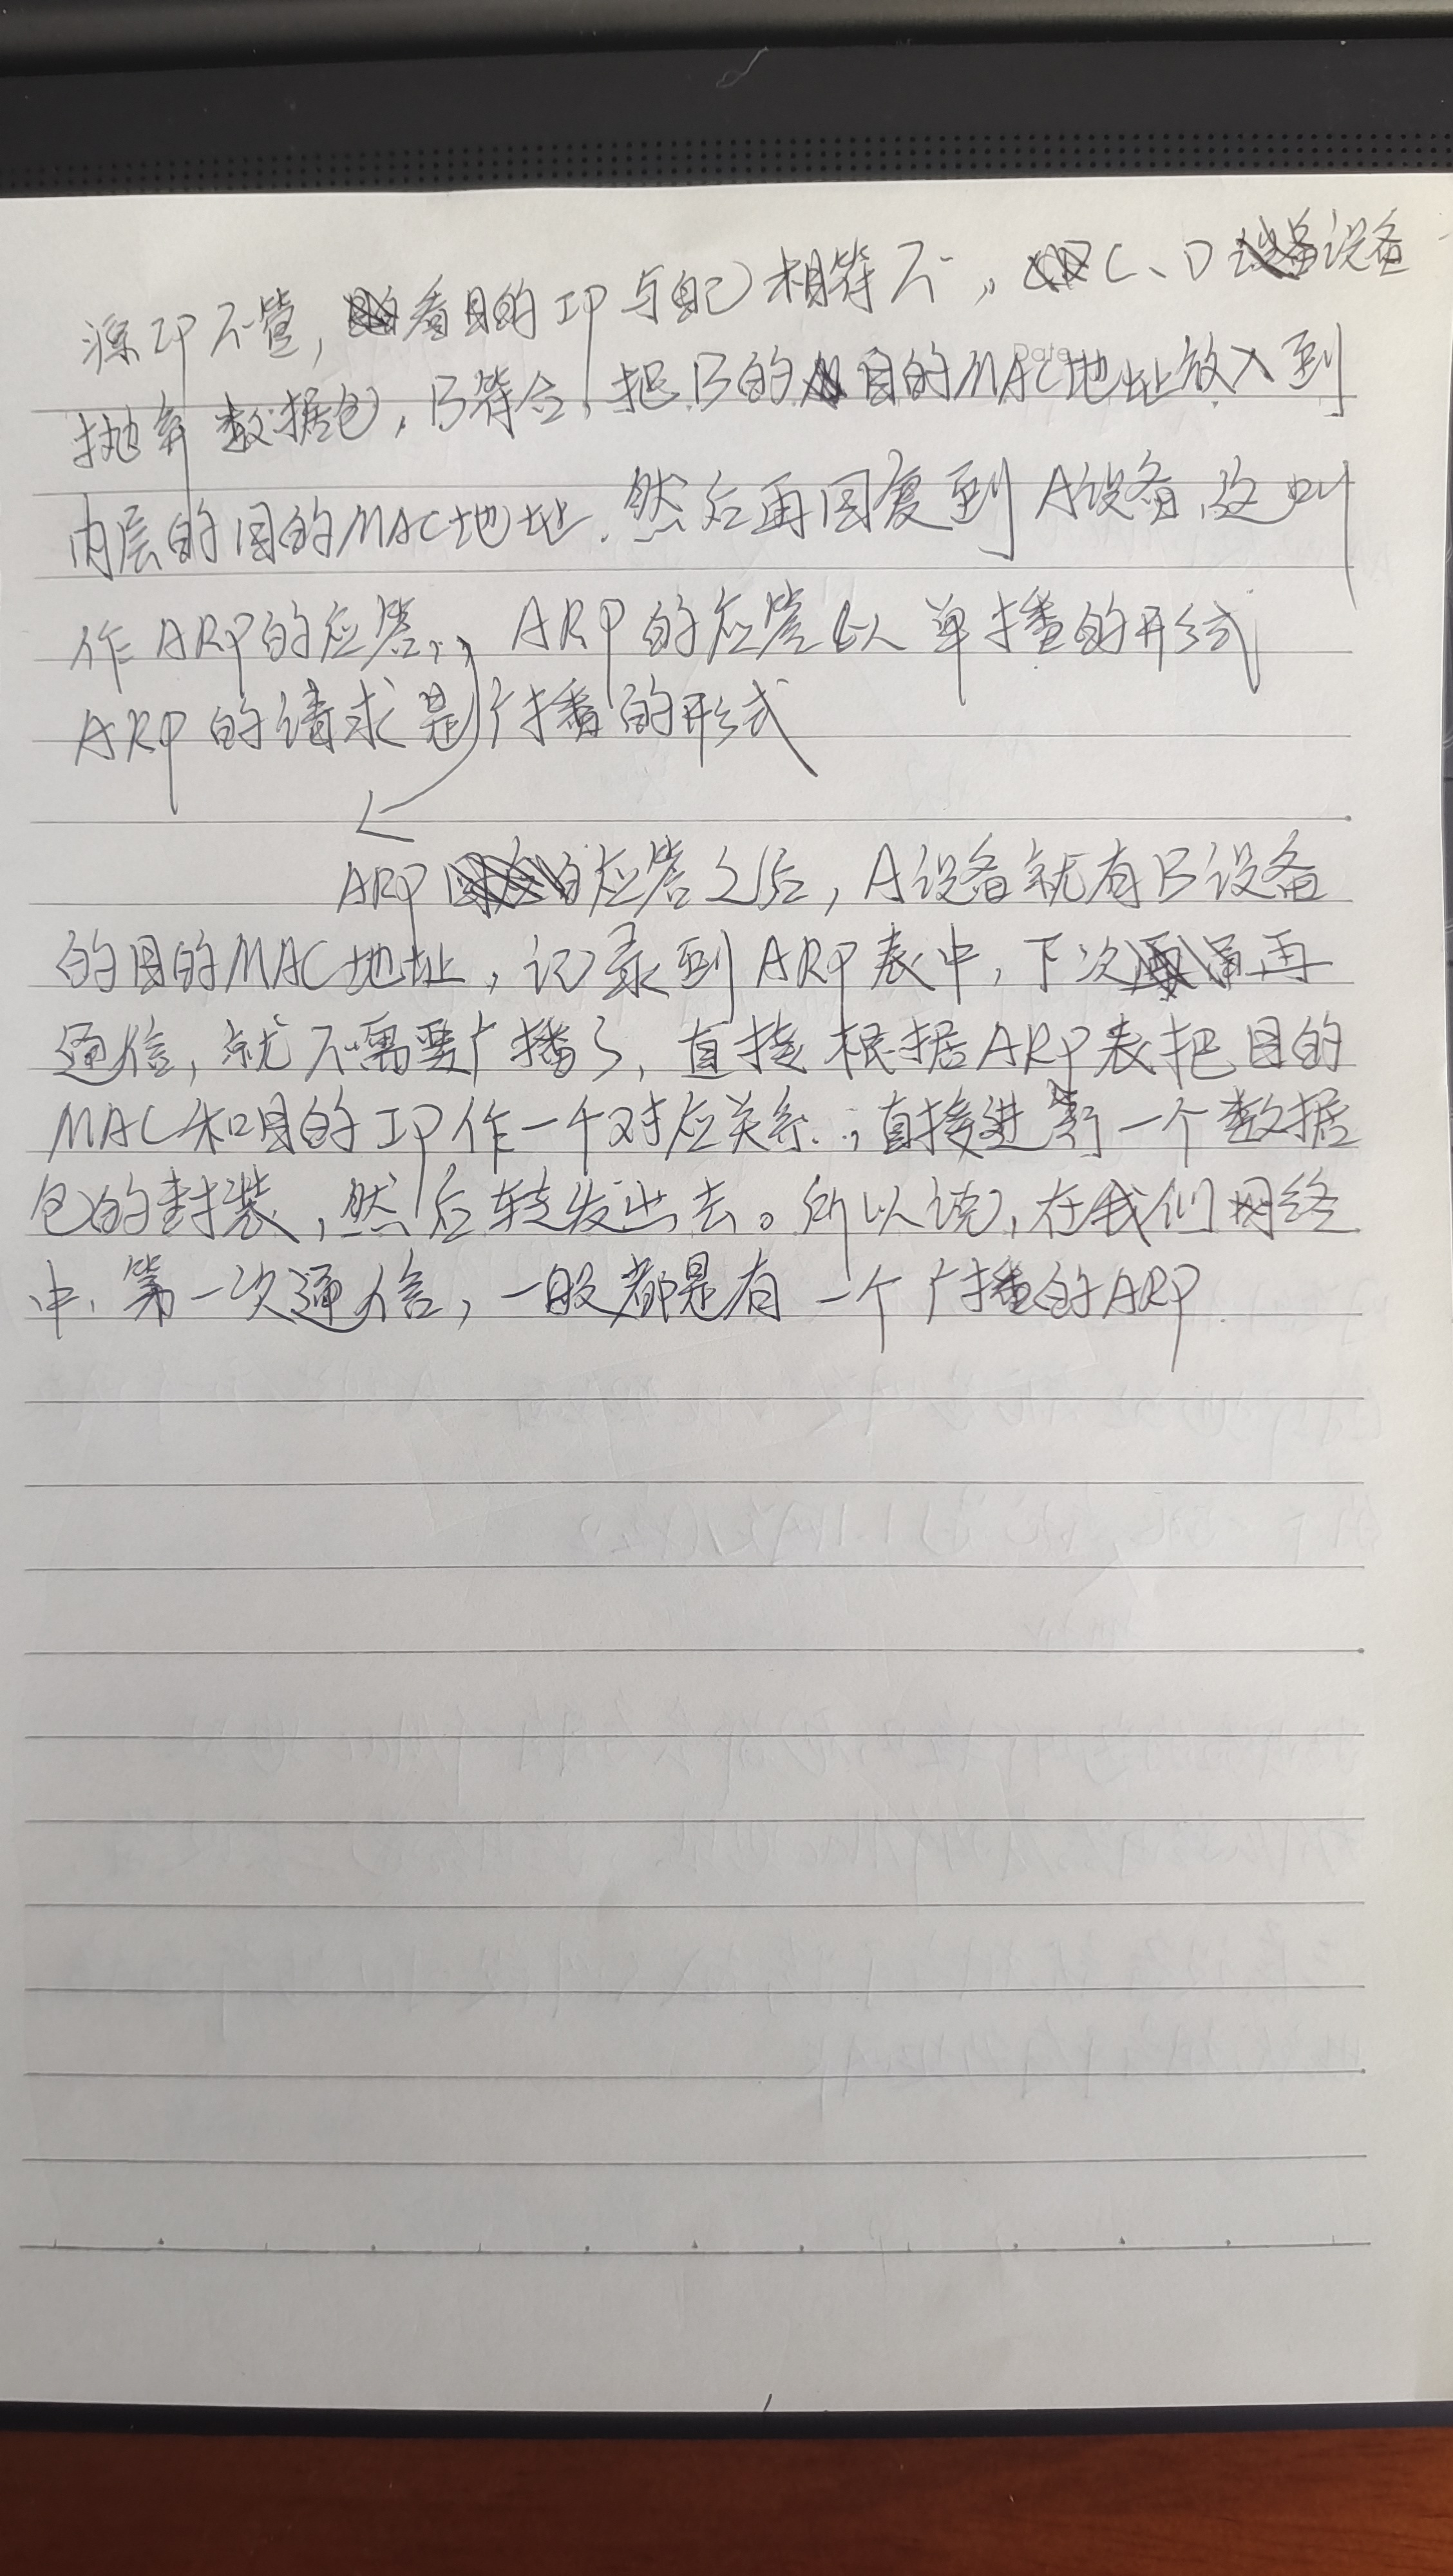 源IP不管,看目的IP与自己相等不,C、D设备
Date
抛弃数据包,B符合,把B的目的MAC地址放入到
内层的目的MAC地址.然后再回复到A设备,这叫
作ARP的应答,,ARP的应答以单播的形式
ARP的请求是广播的形式
ARP的应答之后,A设备就有B设备
的目的MAC地址,记录到ARP表中,下次再
通信,就不需要广播了,直接根据ARP表把目的
MAC和目的IP作一个对应关系.;直接进行一个数据
包的封装,然后转发出去。所以说,在我们网络
中,第一次通信,一般都是有一个广播的ARP